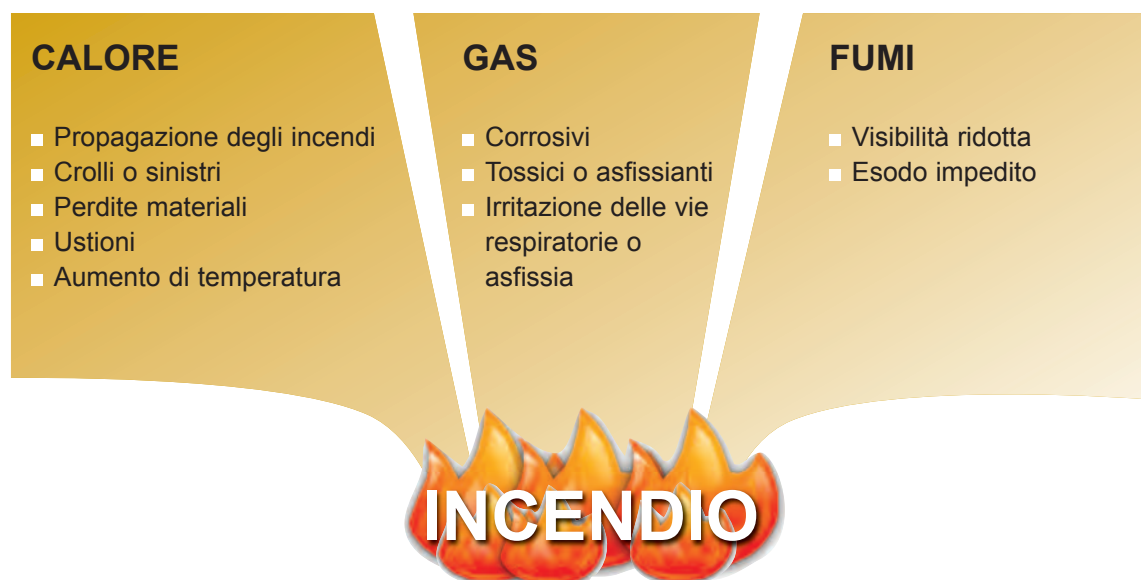 CALORE
Propagazione degli incendi
Crolli o sinistri
Perdite materiali
Ustioni
Aumento di temperatura
GAS
Corrosivi
Tossici o asfissianti
Irritazione delle vie
respiratorie o
asfissia
FUMI
Visibilità ridotta
Esodo impedito
INCENDIO